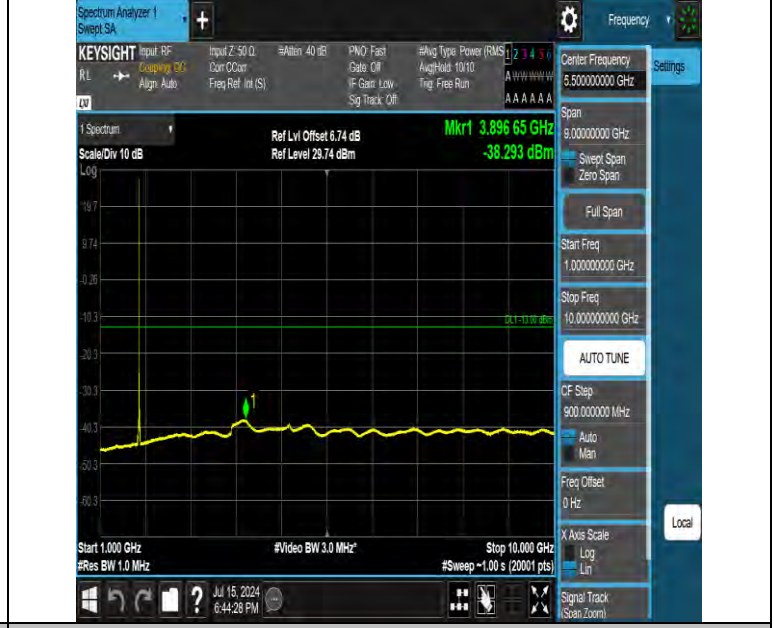 Spectrum Analyzer 1
Swept SA
+
Frequency
KEYSIGHT
RL
LXI
Input: RF
Coupling: DC
Align: Auto
Input Z: 50 Ω
Corr CCorr
Freq Ref: Int (S)
#Atten: 40 dB
PNO: Fast
Gate: Off
IF Gain: Low
Sig Track: Off
#Avg Type: Power (RMS
Avg|Hold: 10/10
Trig: Free Run
1 2 3 4 5 6
A W W W W W
A A A A A A
Center Frequency
5.500000000 GHz
Settings
Span
9.00000000 GHz
Swept Span
Zero Span
Full Span
Start Freq
1.000000000 GHz
Stop Freq
10.000000000 GHz
AUTO TUNE
CF Step
900.000000 MHz
Auto
Man
Freq Offset
0 Hz
X Axis Scale
Log
Lin
Signal Track
(Span Zoom)
Local
1 Spectrum
Scale/Div 10 dB
Log
Ref Lvl Offset 6.74 dB
Ref Level 29.74 dBm
Mkr1 3.896 65 GHz
-38.293 dBm
19.7
9.74
-0.26
-10.3
-20.3
-30.3
-40.3
-50.3
-60.3
DL1 -13.00 dBm
1
Start 1.000 GHz
#Res BW 1.0 MHz
#Video BW 3.0 MHz*
Stop 10.000 GHz
#Sweep ~1.00 s (20001 pts)
?
Jul 15, 2024
6:44:28 PM